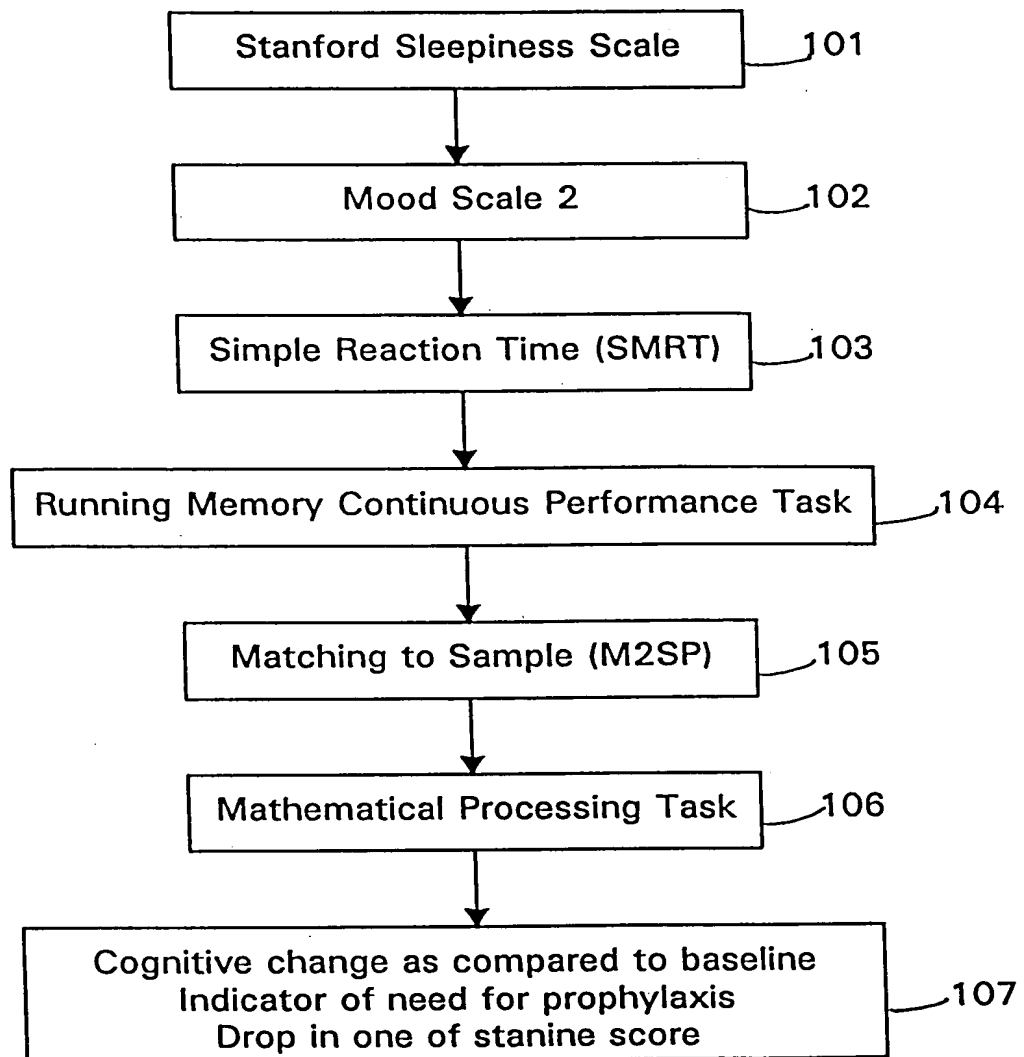 Stanford Sleepiness Scale 101
Mood Scale 2 102
Simple Reaction Time (SMRT) 103
Running Memory Continuous Performance Task 104
Matching to Sample (M2SP) 105
Mathematical Processing Task 106
Cognitive change as compared to baseline
Indicator of need for prophylaxis 107
Drop in one of stanine score